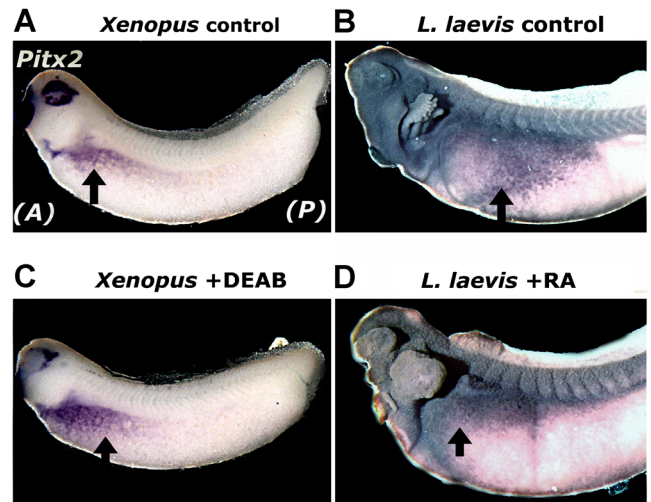 A Xenopus control
Pitx2
(A) (P)
B L. laevis control
C Xenopus +DEAB
D L. laevis +RA